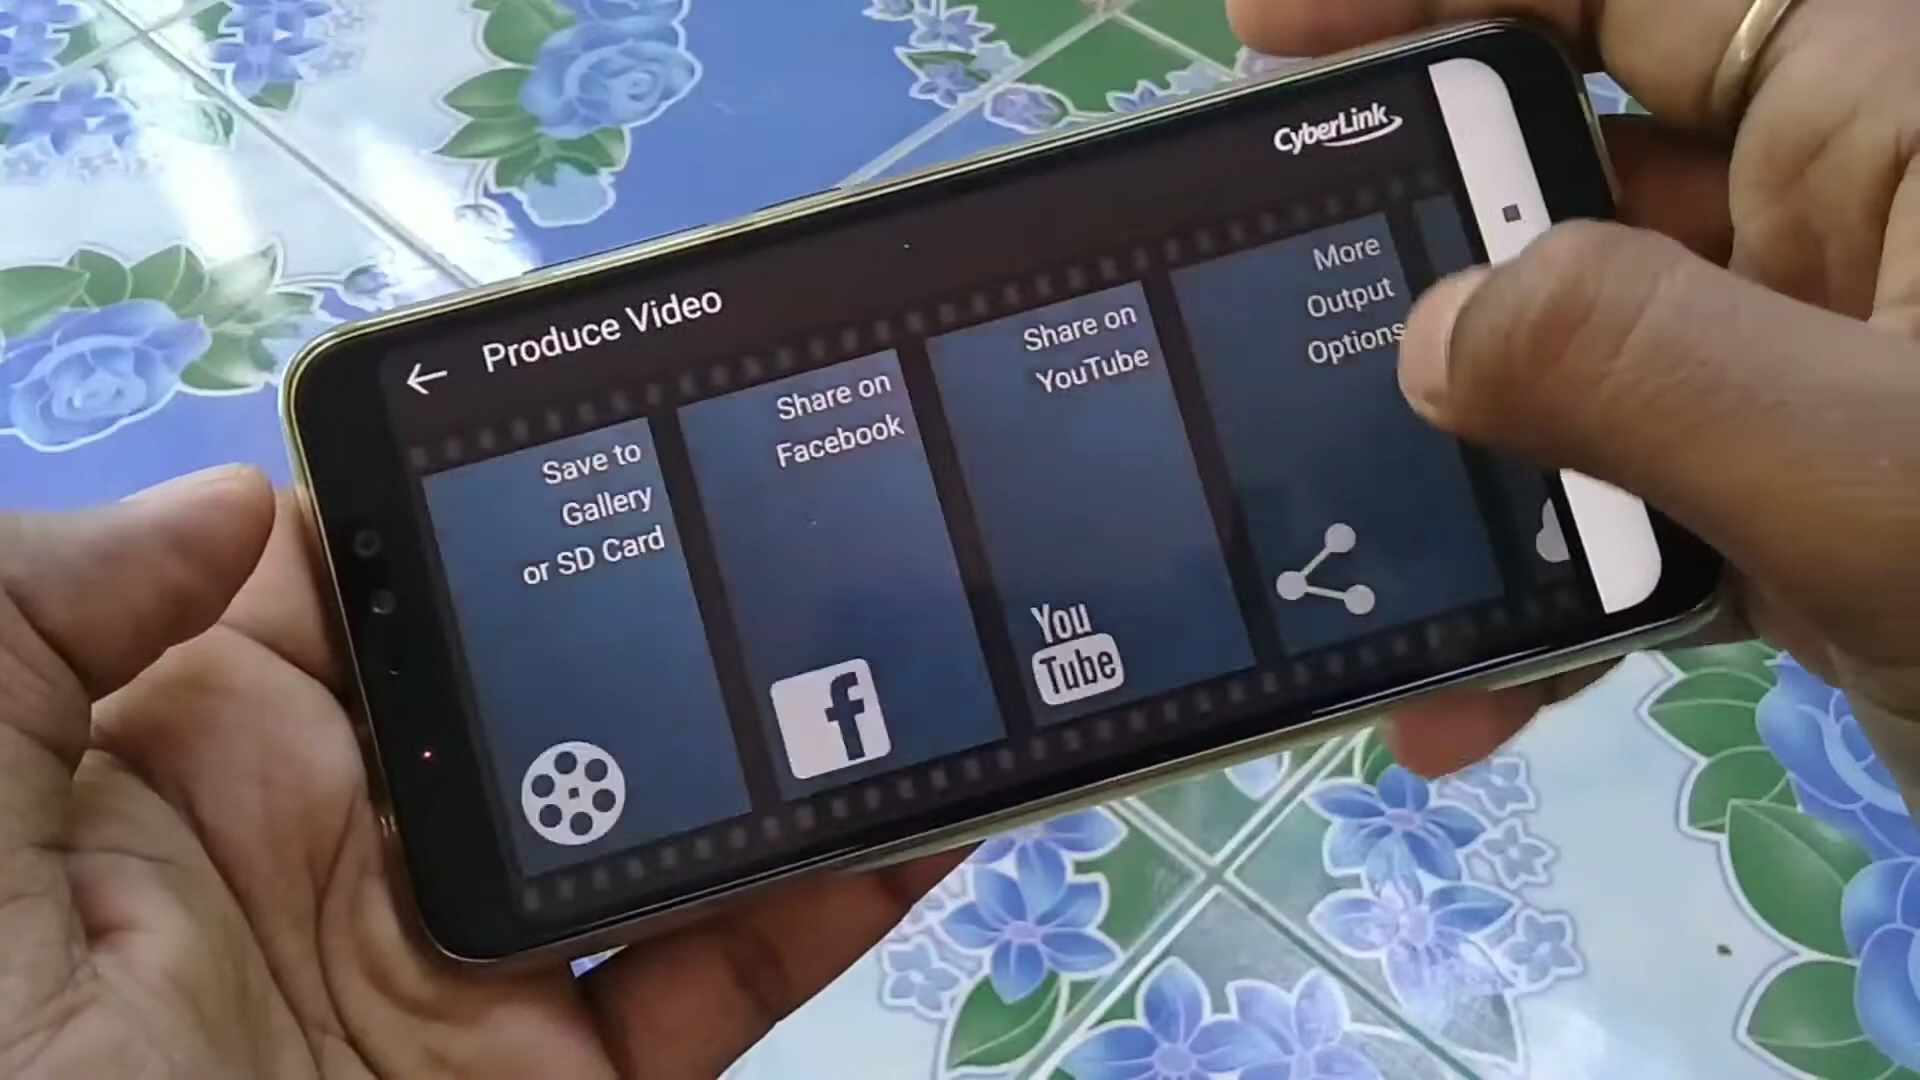 CyberLink
Produce Video
Save to
Gallery
or SD Card
Share on
Facebook
f
Share on
YouTube
You
Tube
More
Output
Options